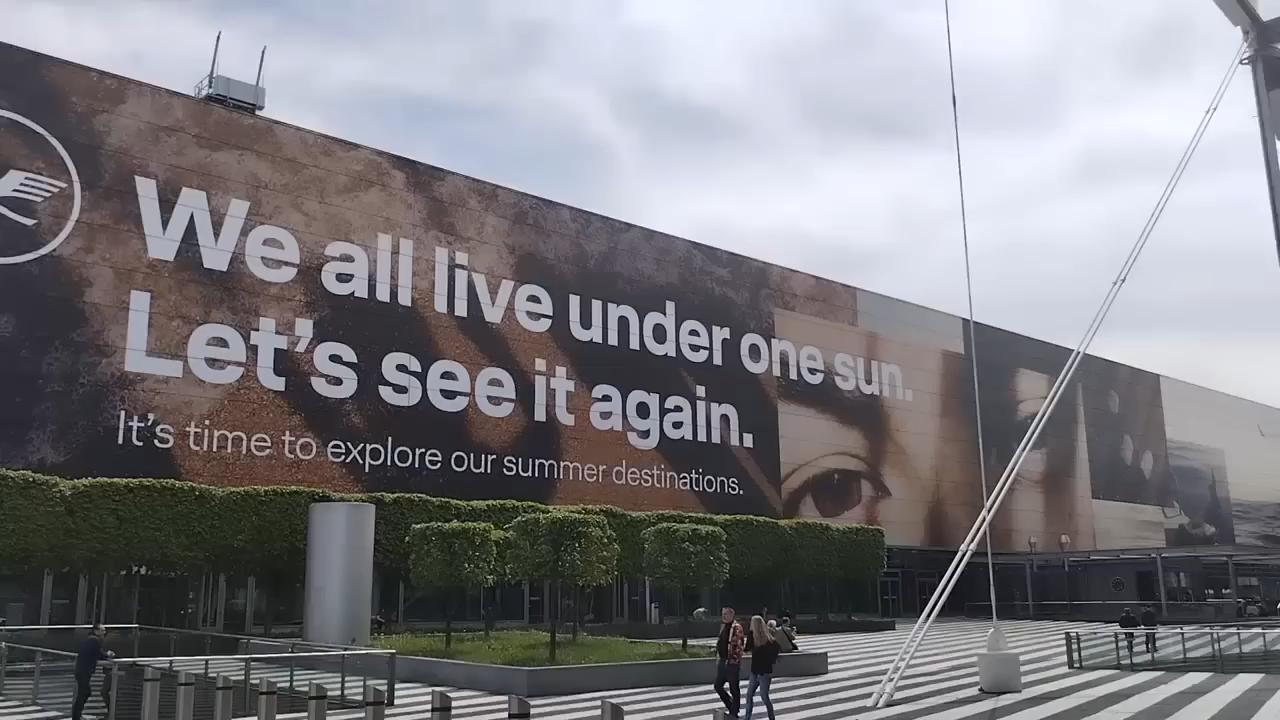 We all live under one sun.
Let's see it again.
It's time to explore our summer destinations.